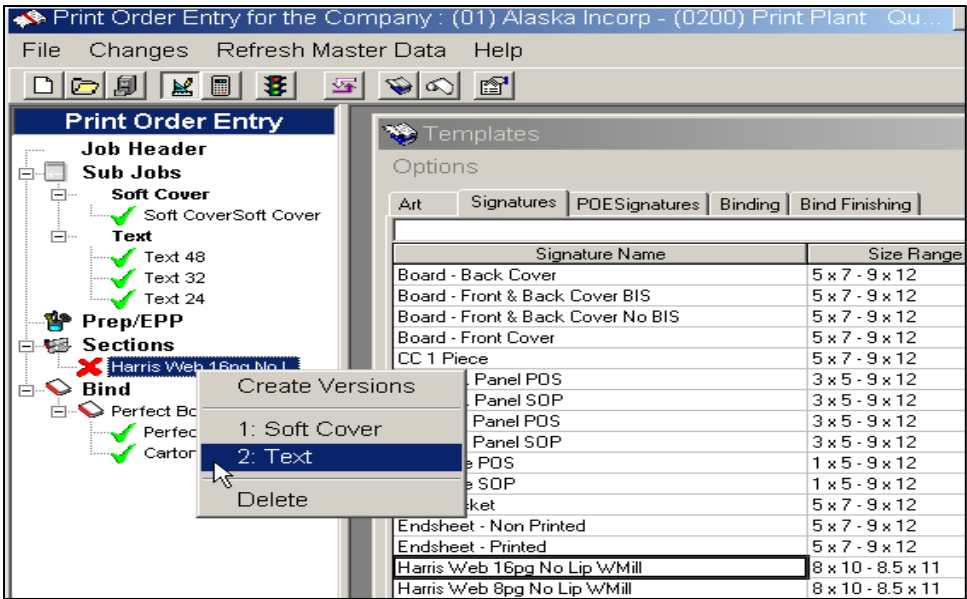 Print Order Entry for the Company : (01) Alaska Incorp - (0200) Print Plant Qu...
File Changes Refresh Master Data Help
Print Order Entry
Job Header
Sub Jobs
Soft Cover
Soft CoverSoft Cover
Text
Text 48
Text 32
Text 24
Prep/EPP
Sections
Harris Web 16pg No L
Bind
Perfect Bo
Perfec
Carton
Create Versions
1: Soft Cover
2: Text
Delete
Templates
Options
Art Signatures POESignatures Binding Bind Finishing
Signature Name Size Range
Board - Back Cover 5 x 7 - 9 x 12
Board - Front & Back Cover BIS 5 x 7 - 9 x 12
Board - Front & Back Cover No BIS 5 x 7 - 9 x 12
Board - Front Cover 5 x 7 - 9 x 12
CC 1 Piece 5 x 7 - 9 x 12
Panel POS 3 x 5 - 9 x 12
Panel SOP 3 x 5 - 9 x 12
Panel POS 3 x 5 - 9 x 12
Panel SOP 3 x 5 - 9 x 12
e POS 1 x 5 - 9 x 12
e SOP 1 x 5 - 9 x 12
ket 5 x 7 - 9 x 12
Endsheet - Non Printed 5 x 7 - 9 x 12
Endsheet - Printed 5 x 7 - 9 x 12
Harris Web 16pg No Lip WMill 8 x 10 - 8.5 x 11
Harris Web 8pg No Lip WMill 8 x 10 - 8.5 x 11